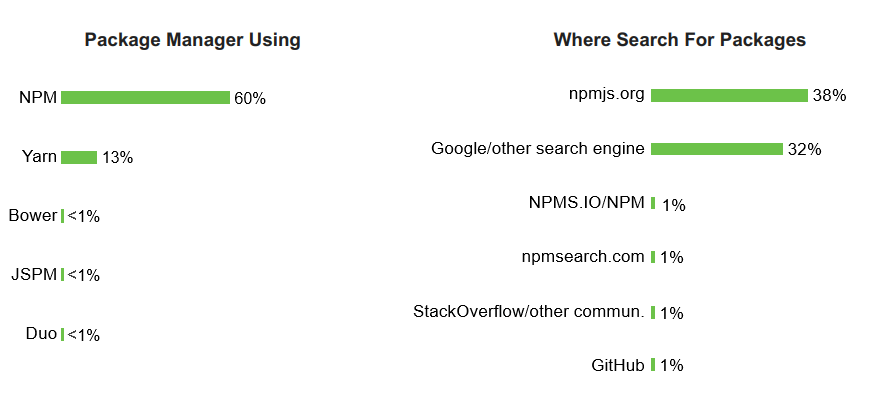 Package Manager Using
NPM 60%
Yarn 13%
Bower <1%
JSPM <1%
Duo <1%
Where Search For Packages
npmjs.org 38%
Google/other search engine 32%
NPMS.IO/NPM 1%
npmsearch.com 1%
StackOverflow/other commun. 1%
GitHub 1%